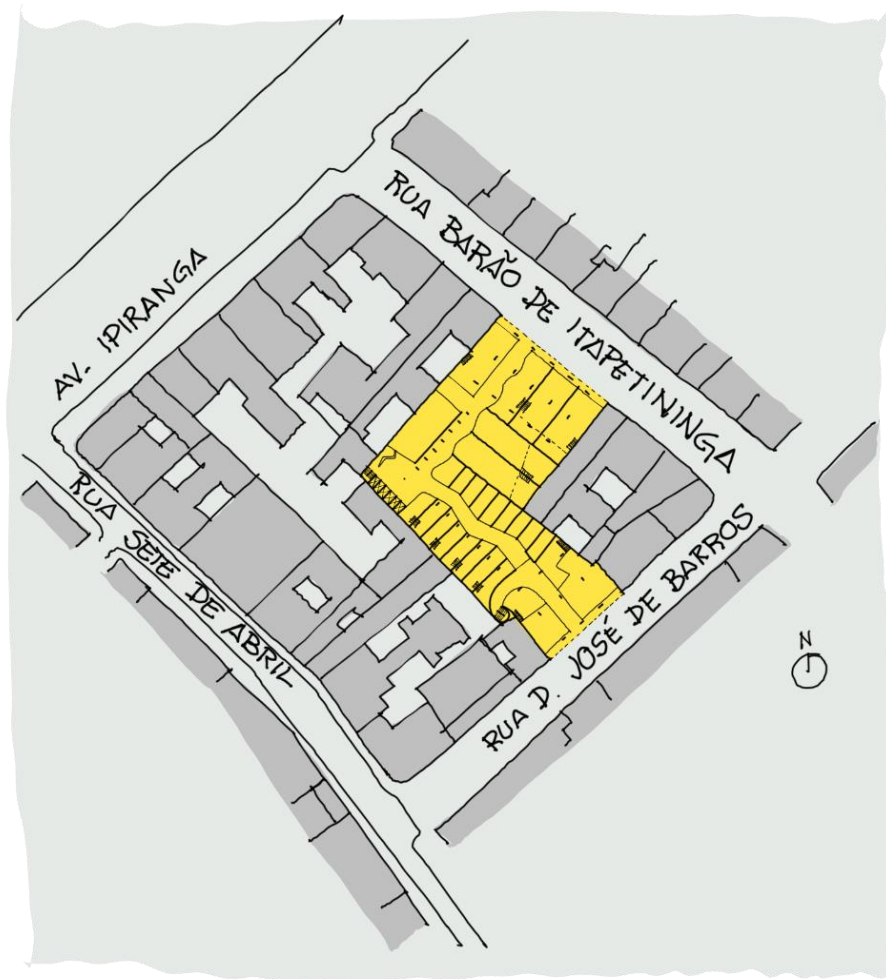 RUA BARÃO DE ITAPETININGA
AV. IPIRANGA
RUA SETE DE ABRIL
RUA D. JOSÉ DE BARROS
N